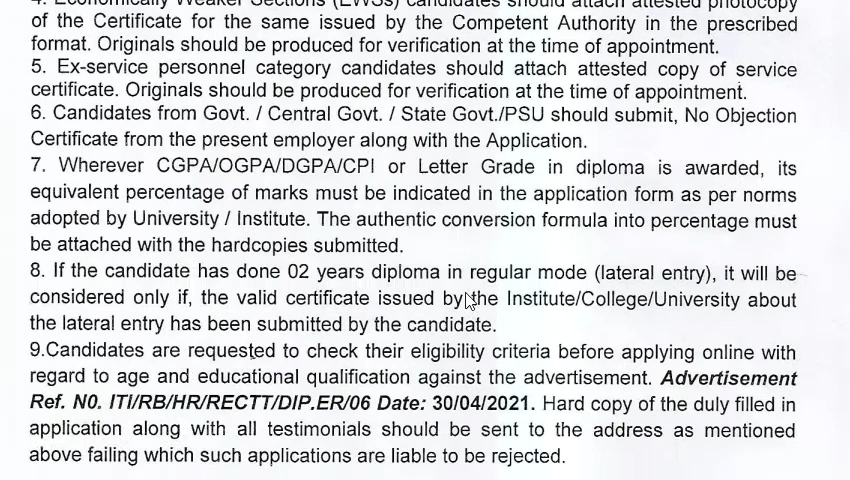 4. Economically Weaker Sections (EWSs) candidates should attach attested photocopy
of the Certificate for the same issued by the Competent Authority in the prescribed
format. Originals should be produced for verification at the time of appointment.
5. Ex-service personnel category candidates should attach attested copy of service
certificate. Originals should be produced for verification at the time of appointment.
6. Candidates from Govt. / Central Govt. / State Govt./PSU should submit, No Objection
Certificate from the present employer along with the Application.
7. Wherever CGPA/OGPA/DGPA/CPI or Letter Grade in diploma is awarded, its
equivalent percentage of marks must be indicated in the application form as per norms
adopted by University / Institute. The authentic conversion formula into percentage must
be attached with the hardcopies submitted.
8. If the candidate has done 02 years diploma in regular mode (lateral entry), it will be
considered only if, the valid certificate issued by the Institute/College/University about
the lateral entry has been submitted by the candidate.
9.Candidates are requested to check their eligibility criteria before applying online with
regard to age and educational qualification against the advertisement. Advertisement
Ref. N0. ITI/RB/HR/RECTT/DIP.ER/06 Date: 30/04/2021. Hard copy of the duly filled in
application along with all testimonials should be sent to the address as mentioned
above failing which such applications are liable to be rejected.